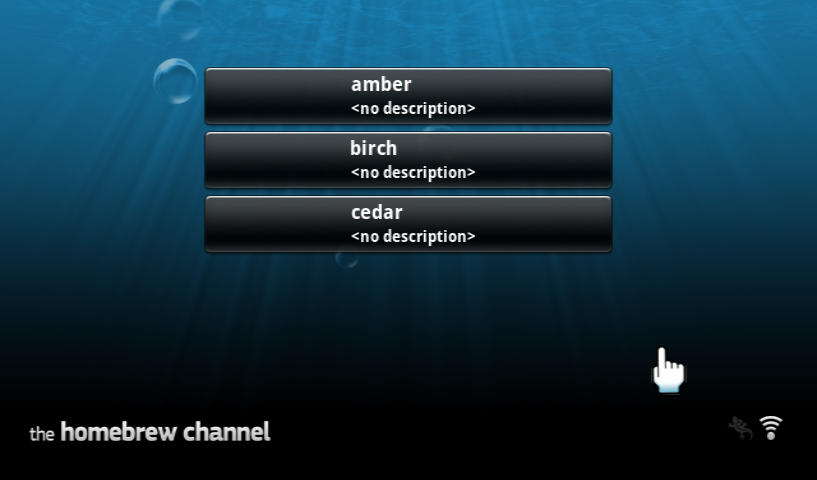 amber
<no description>
birch
<no description>
cedar
<no description>
the homebrew channel